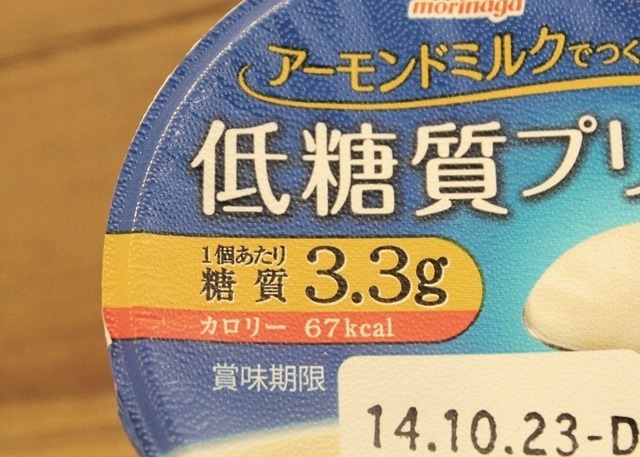 morinaga
アーモンドミルクでつく
低糖質プリ
1個あたり
糖質 3.3g
カロリー 67kcal
賞味期限
14.10.23-D